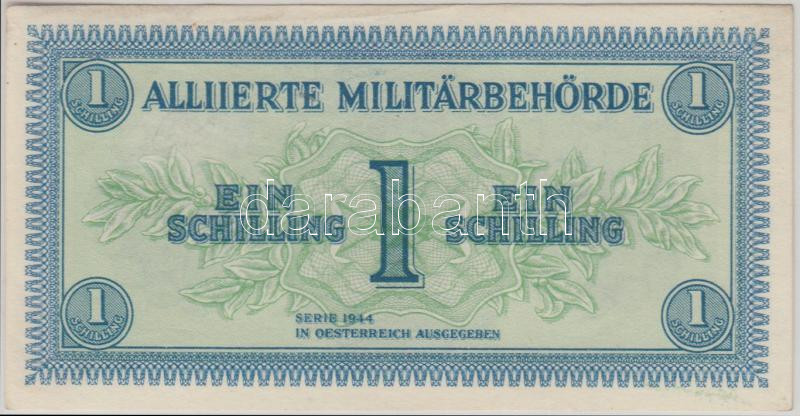 1 SCHILLING
1 SCHILLING
ALLIIERTE MILITÄRBEHÖRDE
EIN SCHILLING
1
EIN SCHILLING
darabanth
SERIE 1944
IN OESTERREICH AUSGEGEBEN
1 SCHILLING
1 SCHILLING